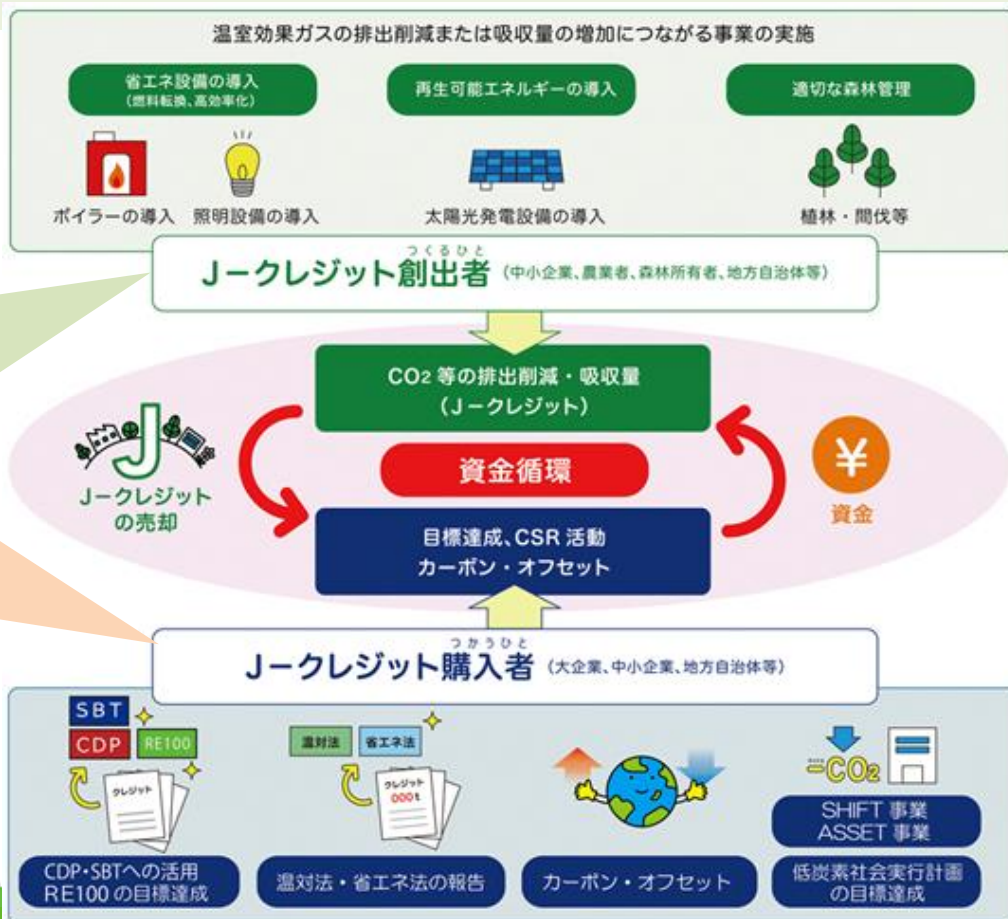 温室効果ガスの排出削減または吸収量の増加につながる事業の実施
省エネ設備の導入
(燃料転換、高効率化)
再生可能エネルギーの導入
適切な森林管理
ボイラーの導入
照明設備の導入
太陽光発電設備の導入
植林・間伐等
つくるひと
Jークレジット創出者 (中小企業、農業者、森林所有者、地方自治体等)
CO2 等の排出削減・吸収量
(Jークレジット)
J
Jークレジット
の売却
資金循環
¥
資金
目標達成、CSR 活動
カーボン・オフセット
つかうひと
Jークレジット購入者 (大企業、中小企業、地方自治体等)
SBT
CDP
RE100
クレジット
CDP・SBTへの活用
RE100 の目標達成
温対法
省エネ法
クレジット
000t
温対法・省エネ法の報告
カーボン・オフセット
-CO2
SHIFT 事業
ASSET 事業
低炭素社会実行計画
の目標達成